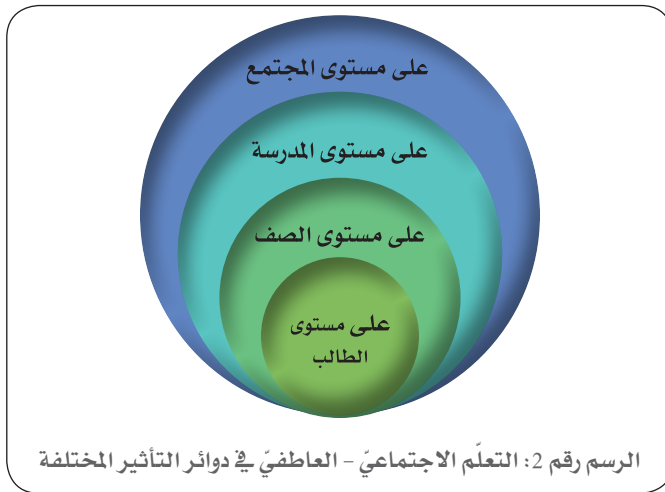 على مستوى المجتمع
على مستوى المدرسة
على مستوى الصف
على مستوى
الطالب
الرسم رقم 2: التعلّم الاجتماعيّ – العاطفيّ في دوائر التأثير المختلفة